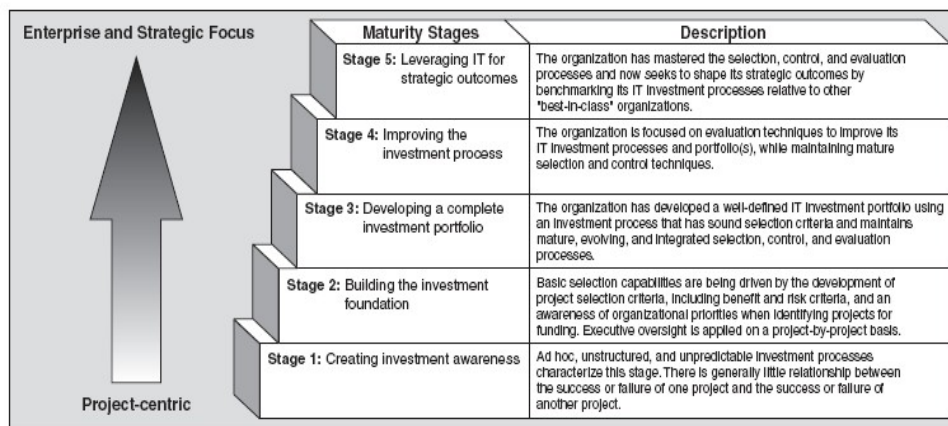 Enterprise and Strategic Focus
Maturity Stages
Description
Stage 5: Leveraging IT for
strategic outcomes
The organization has mastered the selection, control, and evaluation
processes and now seeks to shape its strategic outcomes by
benchmarking its IT investment processes relative to other
"best-in-class" organizations.
Stage 4: Improving the
investment process
The organization is focused on evaluation techniques to improve its
IT investment processes and portfolio(s), while maintaining mature
selection and control techniques.
Stage 3: Developing a complete
investment portfolio
The organization has developed a well-defined IT investment portfolio using
an investment process that has sound selection criteria and maintains
mature, evolving, and integrated selection, control, and evaluation
processes.
Stage 2: Building the investment
foundation
Basic selection capabilities are being driven by the development of
project selection criteria, including benefit and risk criteria, and an
awareness of organizational priorities when identifying projects for
funding. Executive oversight is applied on a project-by-project basis.
Stage 1: Creating investment awareness
Ad hoc, unstructured, and unpredictable investment processes
characterize this stage. There is generally little relationship between
the success or failure of one project and the success or failure of
another project.
Project-centric